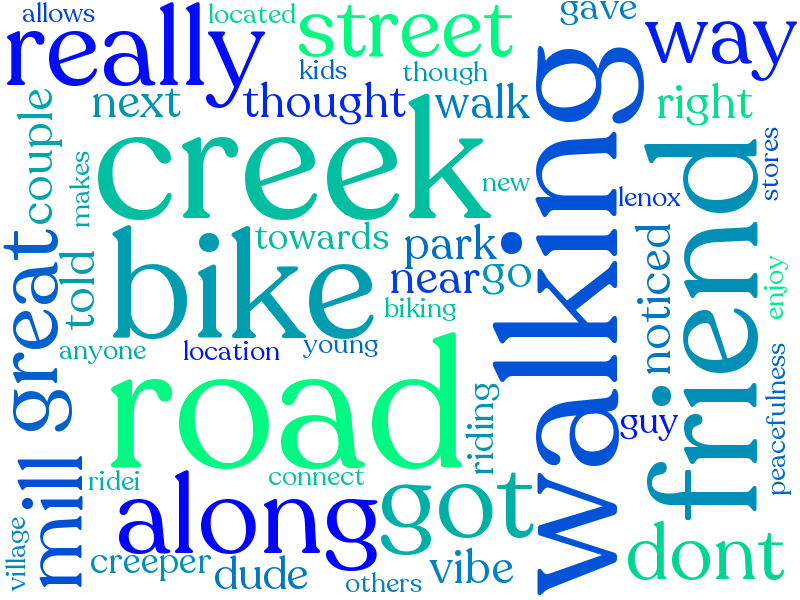 allows
located
street
gave
way
really
kids
though
next
thought
walk
right
couple
creek
walking
friend
stores
makes
new
lenox
great
told
towards
park
bike
near
go
noticed
enjoy
biking
anyone
location
young
road
riding
guy
peacefulness
mill
ridei
connect
along
got
village
creeper
dude
others
vibe
dont